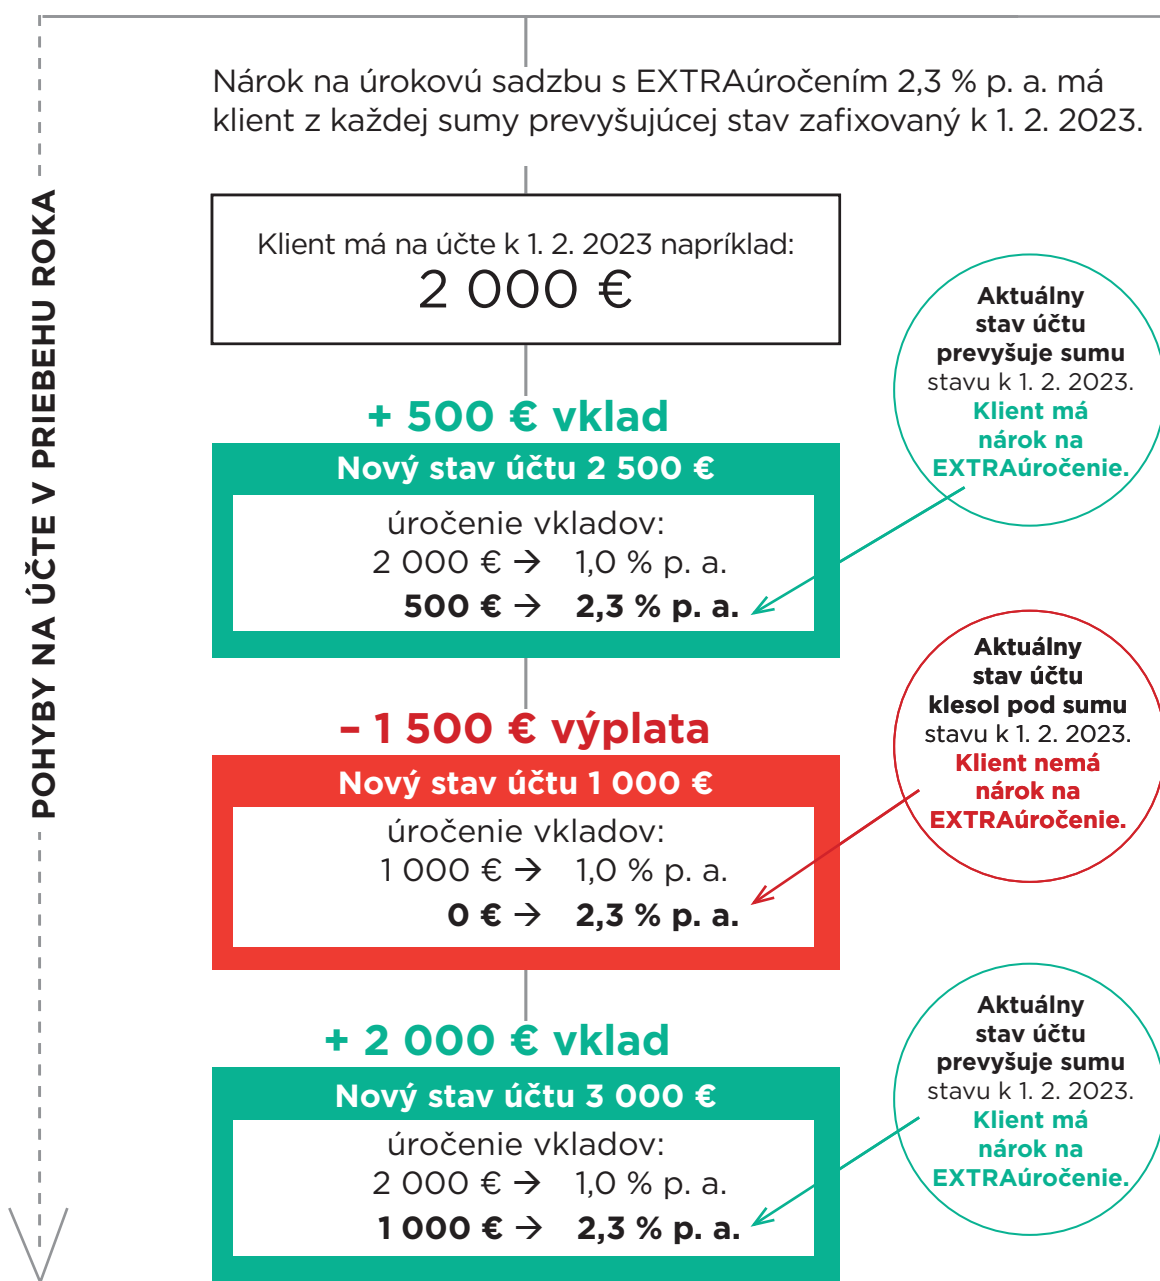 POHYBY NA ÚČTE V PRIEBEHU ROKA
Nárok na úrokovú sadzbu s EXTRAúročením 2,3 % p. a. má
klient z každej sumy prevyšujúcej stav zafixovaný k 1. 2. 2023.
Klient má na účte k 1. 2. 2023 napríklad:
2 000 €
Aktuálny
stav účtu
prevyšuje sumu
stavu k 1. 2. 2023.
Klient má
nárok na
EXTRAúročenie.
+ 500 € vklad
Nový stav účtu 2 500 €
úročenie vkladov:
2 000 € → 1,0 % p. a.
500 € → 2,3 % p. a.
Aktuálny
stav účtu
klesol pod sumu
stavu k 1. 2. 2023.
Klient nemá
nárok na
EXTRAúročenie.
– 1 500 € výplata
Nový stav účtu 1 000 €
úročenie vkladov:
1 000 € → 1,0 % p. a.
0 € → 2,3 % p. a.
Aktuálny
stav účtu
prevyšuje sumu
stavu k 1. 2. 2023.
Klient má
nárok na
EXTRAúročenie.
+ 2 000 € vklad
Nový stav účtu 3 000 €
úročenie vkladov:
2 000 € → 1,0 % p. a.
1 000 € → 2,3 % p. a.